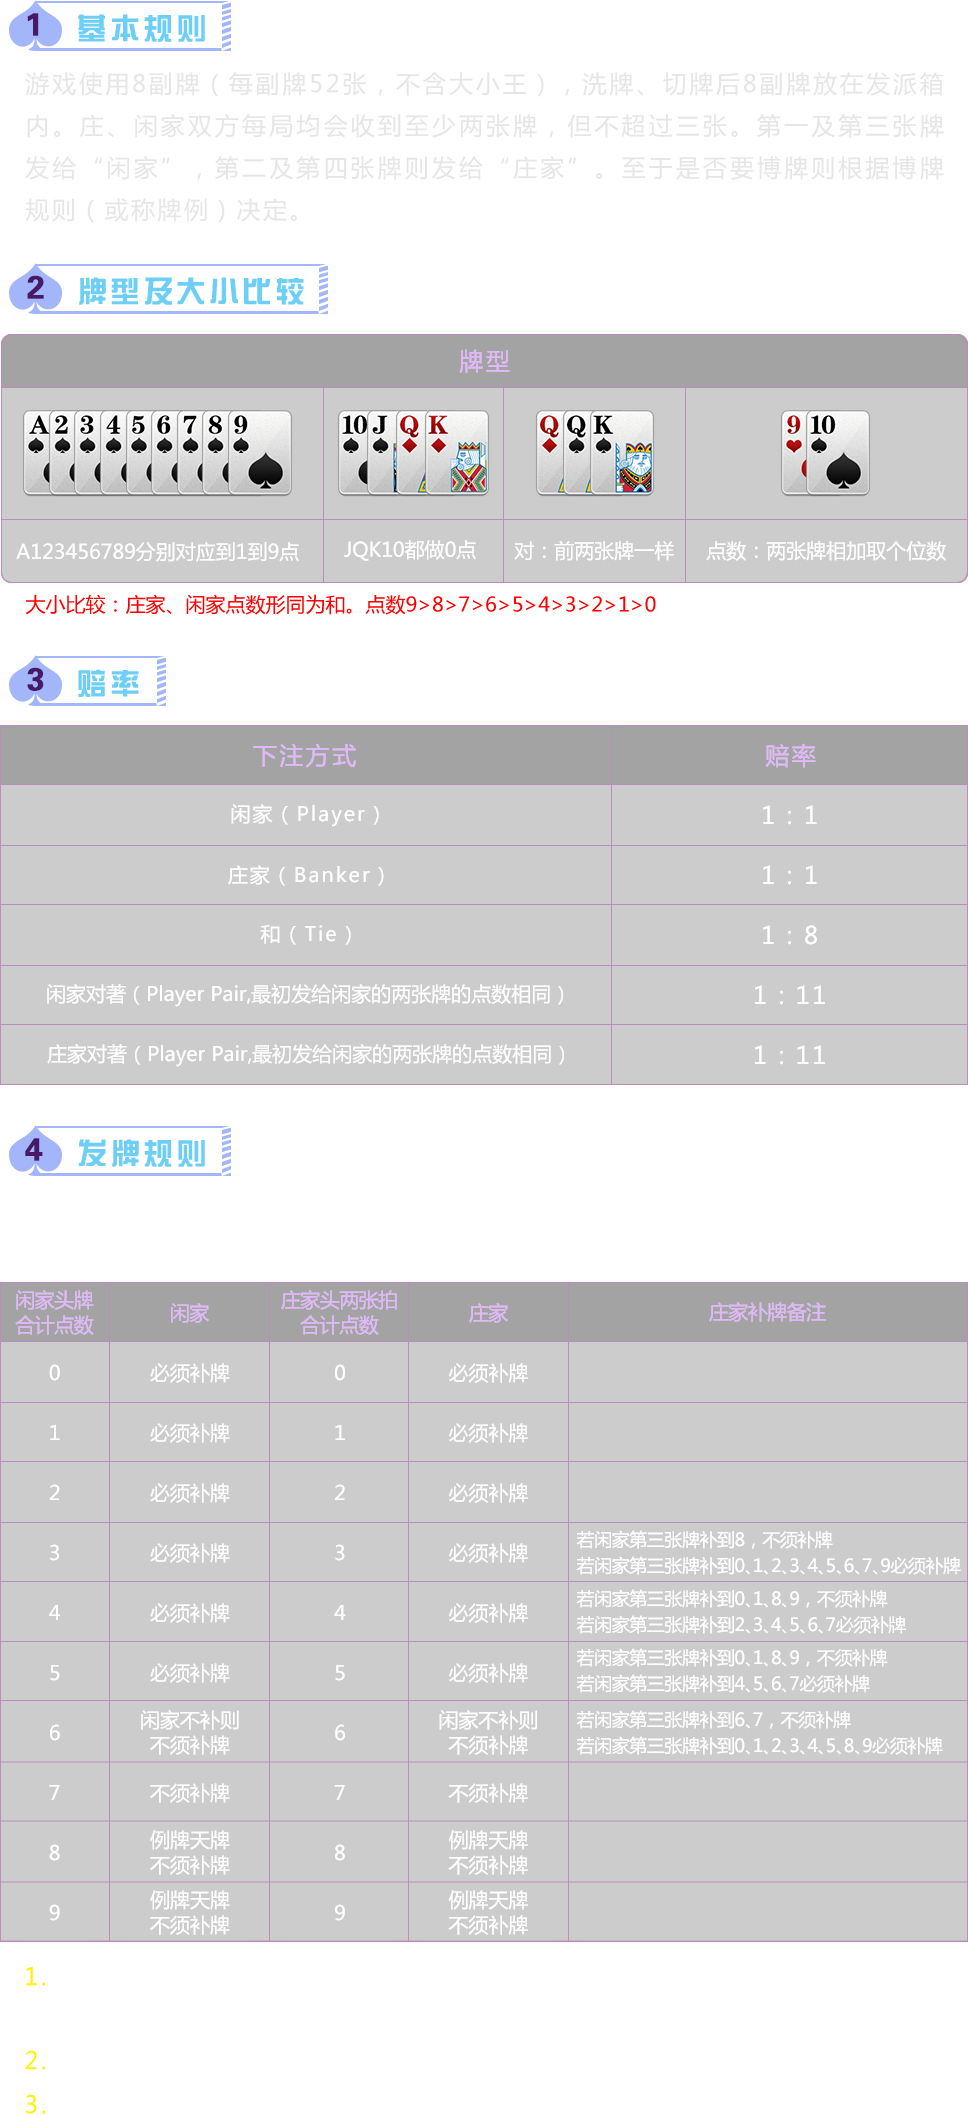 1 基本规则
游戏使用8副牌（每副牌52张，不含大小王），洗牌、切牌后8副牌放在发派箱
内。庄、闲家双方每局均会收到至少两张牌，但不超过三张。第一及第三张牌
发给“闲家”，第二及第四张牌则发给“庄家”。至于是否要博牌则根据博牌
规则（或称牌例）决定。
2 牌型及大小比较
牌型
A 2 3 4 5 6 7 8 9 10 J Q K Q Q K 9 10
A123456789分别对应到1到9点 JQK10都做0点 对：前两张牌一样 点数：两张牌相加取个位数
大小比较：庄家、闲家点数形同为和。点数9>8>7>6>5>4>3>2>1>0
3 赔率
下注方式 赔率
闲家（Player） 1：1
庄家（Banker） 1：1
和（Tie） 1：8
闲家对著（Player Pair,最初发给闲家的两张牌的点数相同） 1：11
庄家对著（Player Pair,最初发给闲家的两张牌的点数相同） 1：11
4 发牌规则
闲家头牌 闲家 庄家头两张拍 庄家 庄家补牌备注
合计点数 合计点数
0 必须补牌 0 必须补牌
1 必须补牌 1 必须补牌
2 必须补牌 2 必须补牌
3 必须补牌 3 必须补牌 若闲家第三张牌补到8，不须补牌
若闲家第三张牌补到0、1、2、3、4、5、6、7、9必须补牌
4 必须补牌 4 必须补牌 若闲家第三张牌补到0、1、8、9，不须补牌
若闲家第三张牌补到2、3、4、5、6、7必须补牌
5 必须补牌 5 必须补牌 若闲家第三张牌补到0、1、8、9，不须补牌
若闲家第三张牌补到4、5、6、7必须补牌
6 闲家不补则 6 闲家不补则 若闲家第三张牌补到6、7，不须补牌
不须补牌 不须补牌 若闲家第三张牌补到0、1、2、3、4、5、8、9必须补牌
7 不须补牌 7 不须补牌
8 例牌天牌 8 例牌天牌
不须补牌 不须补牌
9 例牌天牌 9 例牌天牌
不须补牌 不须补牌
1.
2.
3.